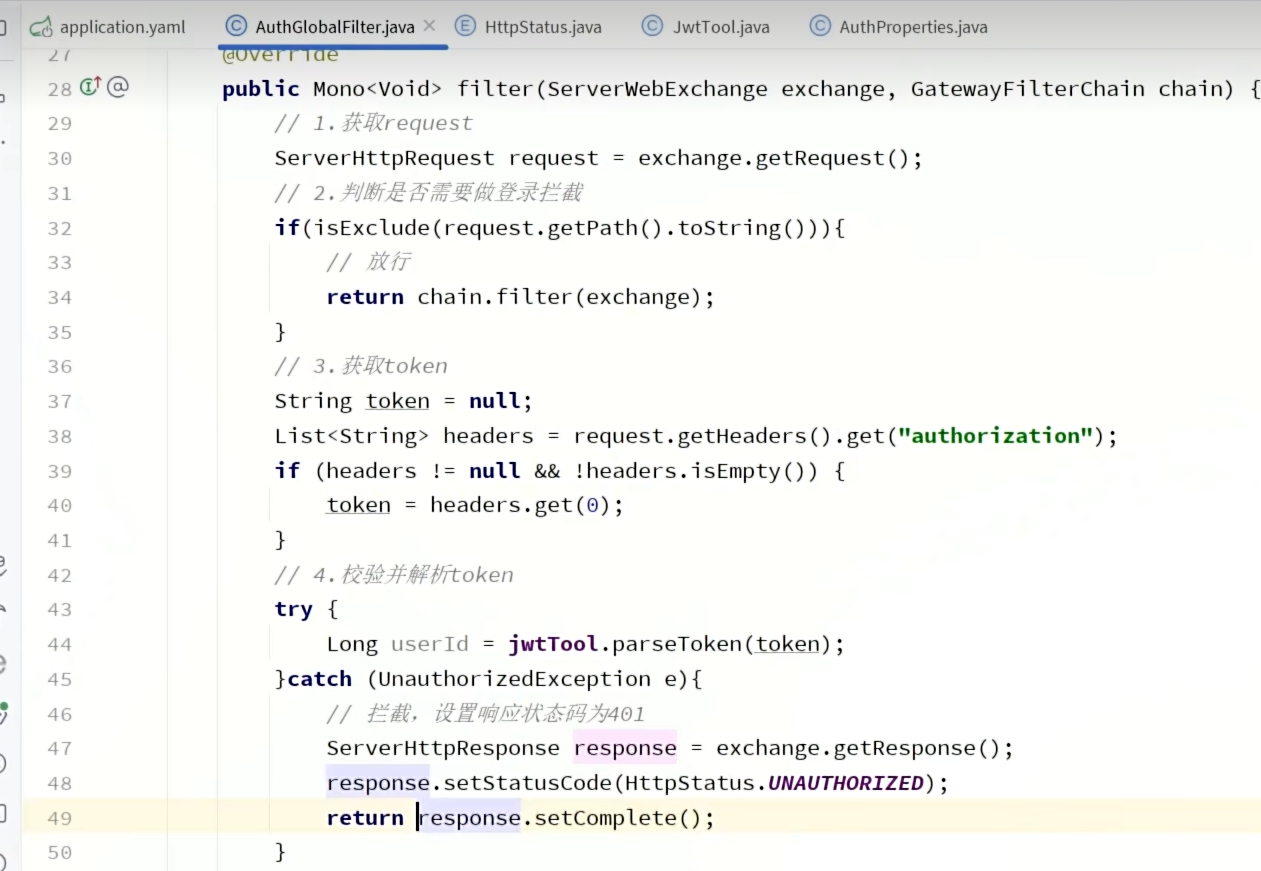 application.yaml AuthGlobalFilter.java HttpStatus.java JwtTool.java AuthProperties.java
27 @Override
28 public Mono<Void> filter(ServerWebExchange exchange, GatewayFilterChain chain) {
29 // 1.获取request
30 ServerHttpRequest request = exchange.getRequest();
31 // 2.判断是否需要做登录拦截
32 if(isExclude(request.getPath().toString())){
33 // 放行
34 return chain.filter(exchange);
35 }
36 // 3.获取token
37 String token = null;
38 List<String> headers = request.getHeaders().get("authorization");
39 if (headers != null && !headers.isEmpty()) {
40 token = headers.get(0);
41 }
42 // 4.校验并解析token
43 try {
44 Long userId = jwtTool.parseToken(token);
45 }catch (UnauthorizedException e){
46 // 拦截，设置响应状态码为401
47 ServerHttpResponse response = exchange.getResponse();
48 response.setStatusCode(HttpStatus.UNAUTHORIZED);
49 return response.setComplete();
50 }